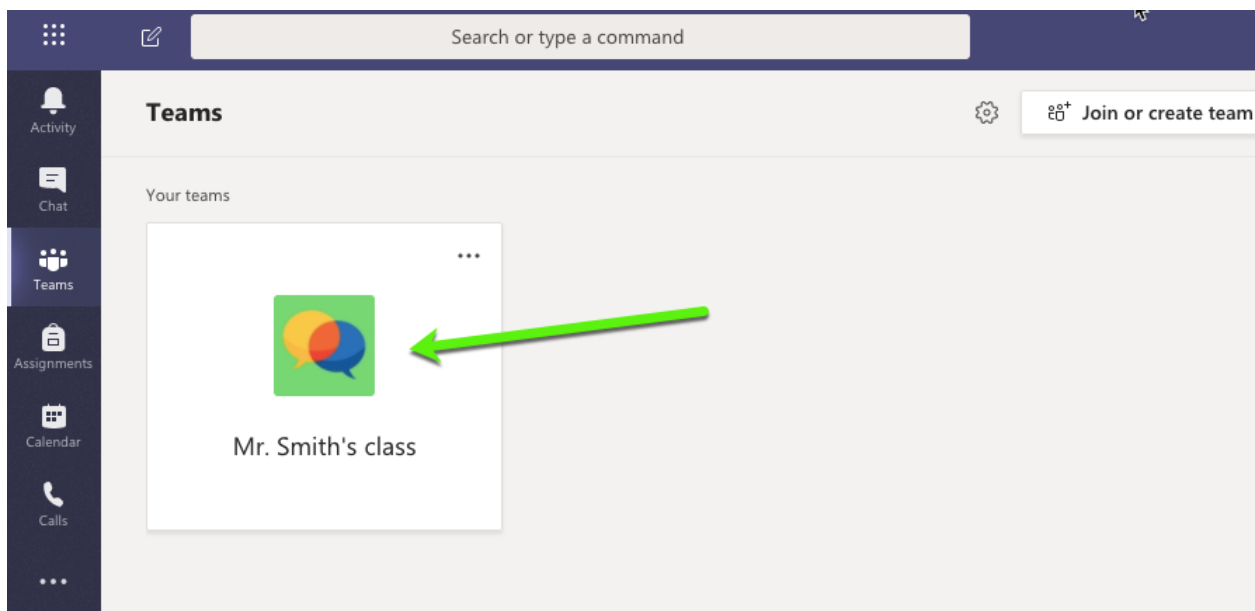 Search or type a command
Activity
Chat
Teams
Assignments
Calendar
Calls
Teams
Join or create team
Your teams
Mr. Smith's class